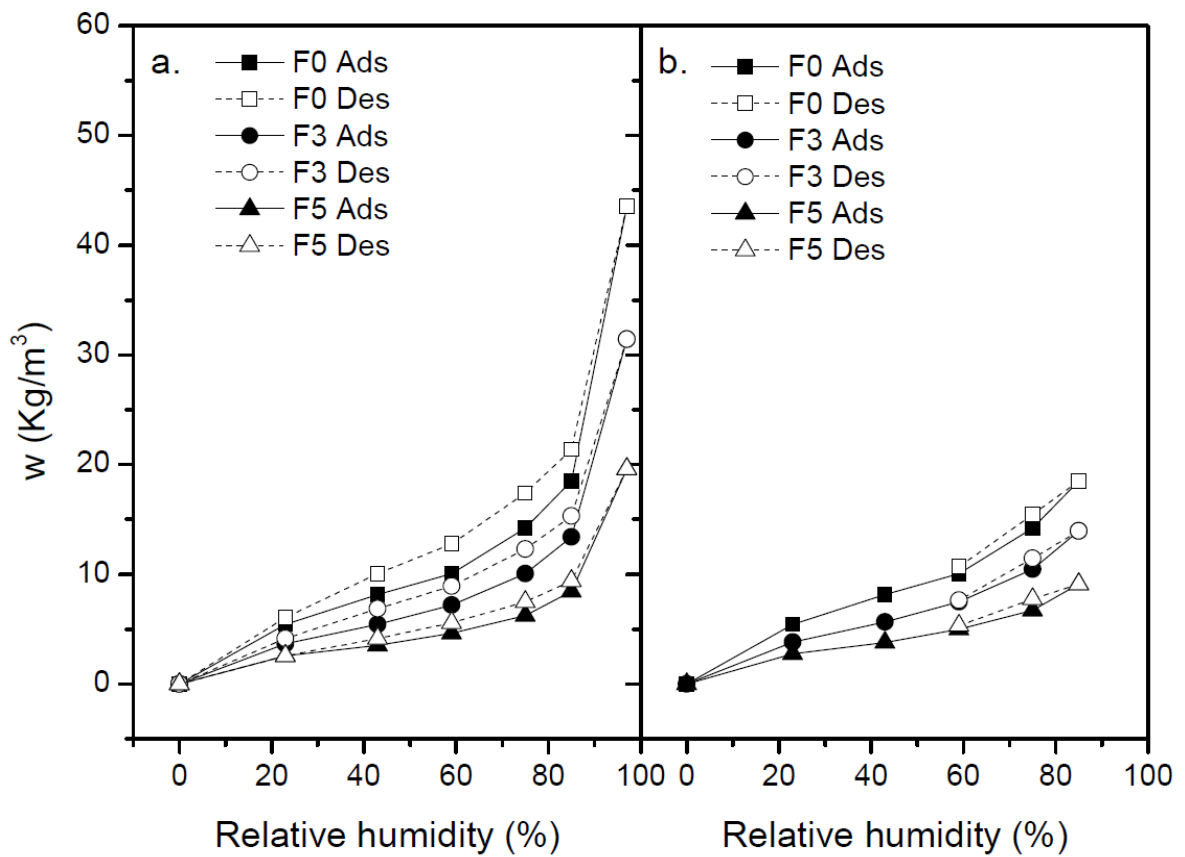 60
50
40
30
20
10
0
w (Kg/m³)
a.
F0 Ads
F0 Des
F3 Ads
F3 Des
F5 Ads
F5 Des
b.
F0 Ads
F0 Des
F3 Ads
F3 Des
F5 Ads
F5 Des
0 20 40 60 80 100 0 20 40 60 80 100
Relative humidity (%) Relative humidity (%)